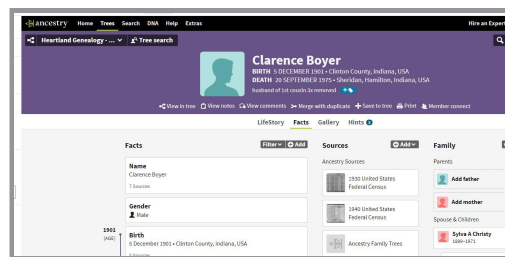 ancestry Home Trees Search DNA Help Extras Hire an Expert
Heartland Genealogy - ... Tree search
Clarence Boyer
BIRTH 5 DECEMBER 1901 • Clinton County, Indiana, USA
DEATH 20 SEPTEMBER 1975 • Sheridan, Hamilton, Indiana, USA
husband of 1st cousin 3x removed
View in tree View notes View comments Merge with duplicate Save to tree Print Member connect
LifeStory Facts Gallery Hints
Facts Filter Add
Name
Clarence Boyer
7 Sources
Gender
Male
1901
(AGE)
Birth
5 December 1901 • Clinton County, Indiana, USA
Sources Add
Ancestry Sources
1930 United States
Federal Census
1940 United States
Federal Census
Ancestry Family Trees
Family
Parents
Add father
Add mother
Spouse & Children
Sylva A Christy
1899–1971